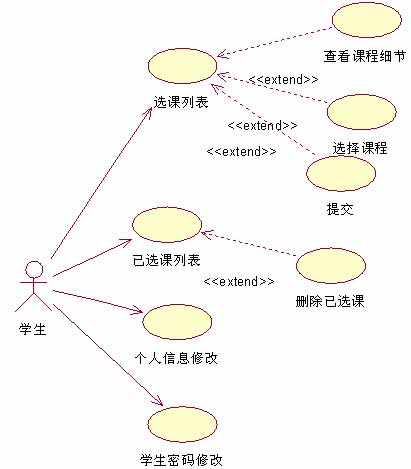 查看课程细节
<<extend>>
选课列表
<<extend>>
选择课程
<<extend>>
提交
已选课列表
<<extend>>
删除已选课
学生
个人信息修改
学生密码修改